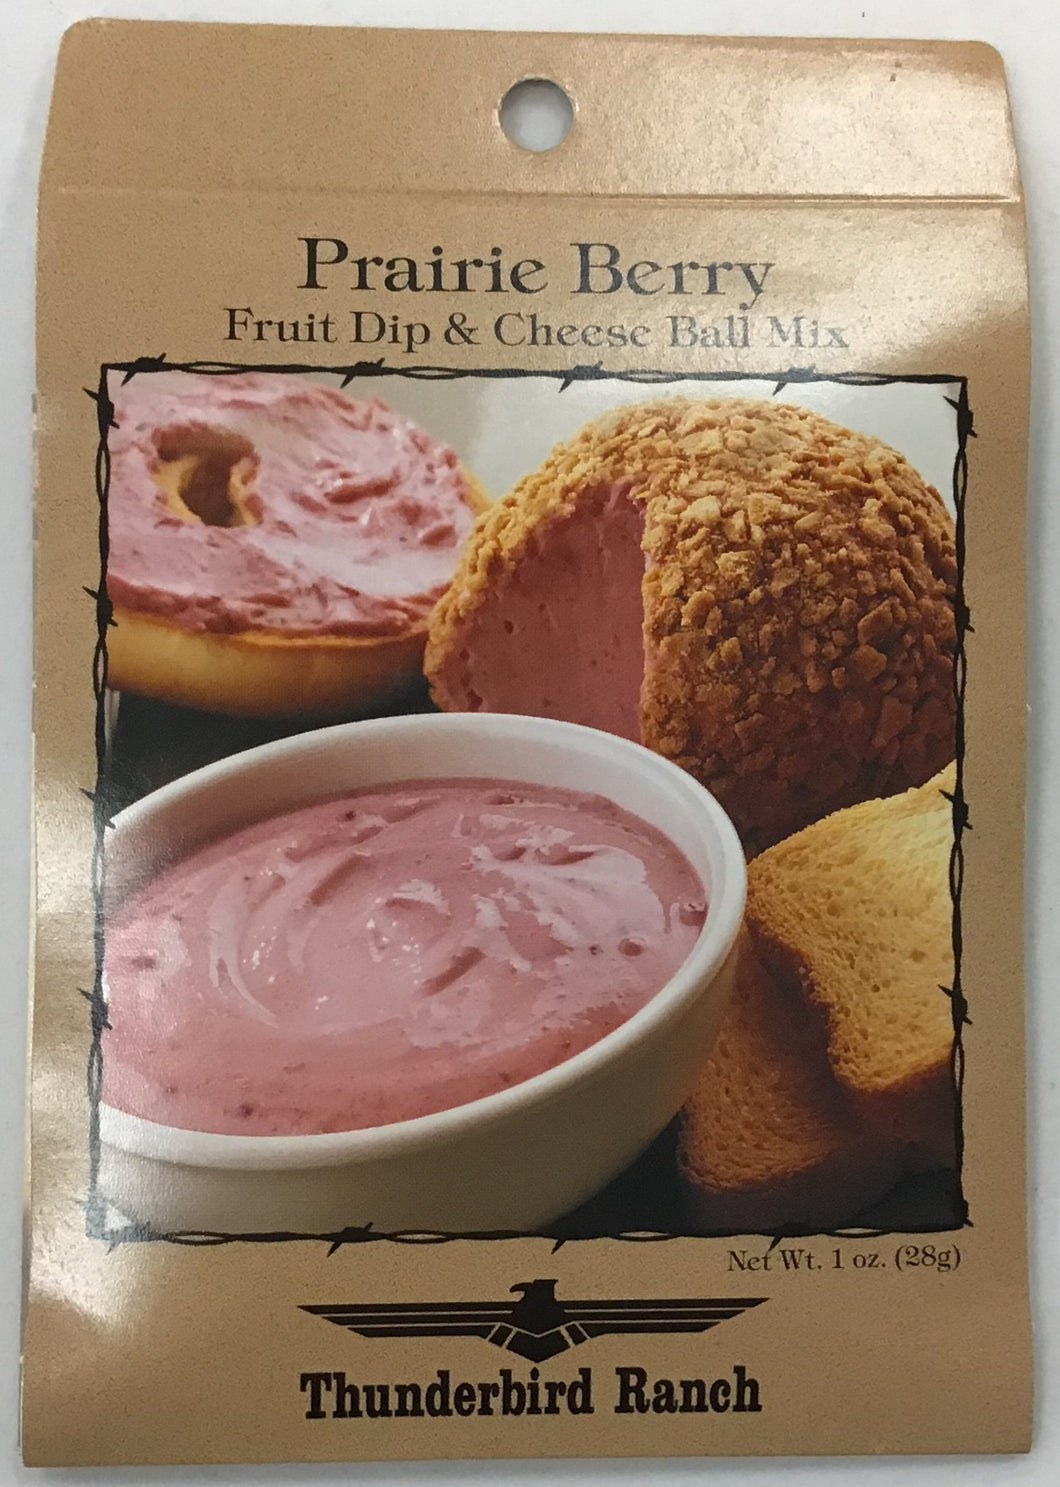 Prairie Berry
Fruit Dip & Cheese Ball Mix
Net Wt. 1 oz. (28g)
Thunderbird Ranch